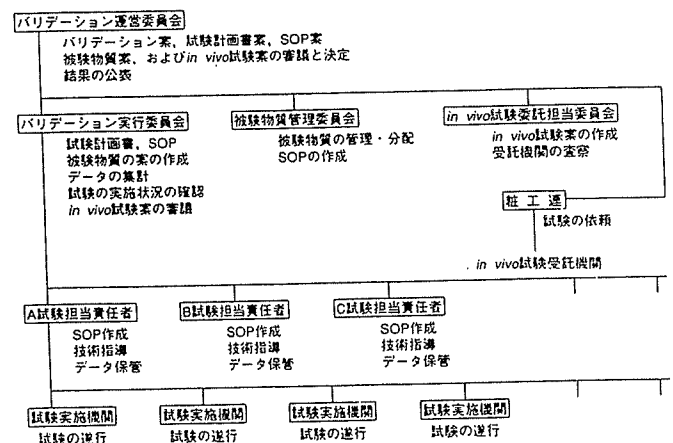 バリデーション運営委員会
バリデーション案，試験計画書案，SOP案
被験物質案，およびin vivo試験案の審議と決定
結果の公表
バリデーション実行委員会
試験計画書，SOP
被験物質の案の作成
データの集計
試験の実施状況の確認
in vivo試験案の審議
被験物質管理委員会
被験物質の管理・分配
SOPの作成
in vivo試験委託担当委員会
in vivo試験案の作成
受託機関の査察
粧工連
試験の依頼
in vivo試験受託機関
A試験担当責任者
SOP作成
技術指導
データ保管
B試験担当責任者
SOP作成
技術指導
データ保管
C試験担当責任者
SOP作成
技術指導
データ保管
試験実施機関
試験の遂行
試験実施機関
試験の遂行
試験実施機関
試験の遂行
試験実施機関
試験の遂行